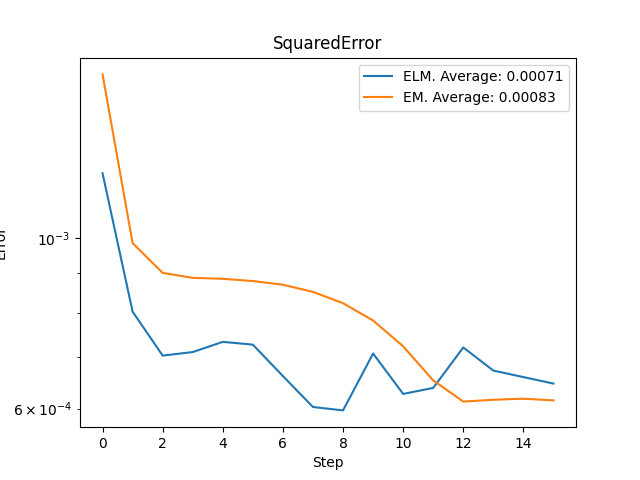 SquaredError
ELM. Average: 0.00071
EM. Average: 0.00083
Error
10⁻³
6 × 10⁻⁴
0 2 4 6 8 10 12 14
Step